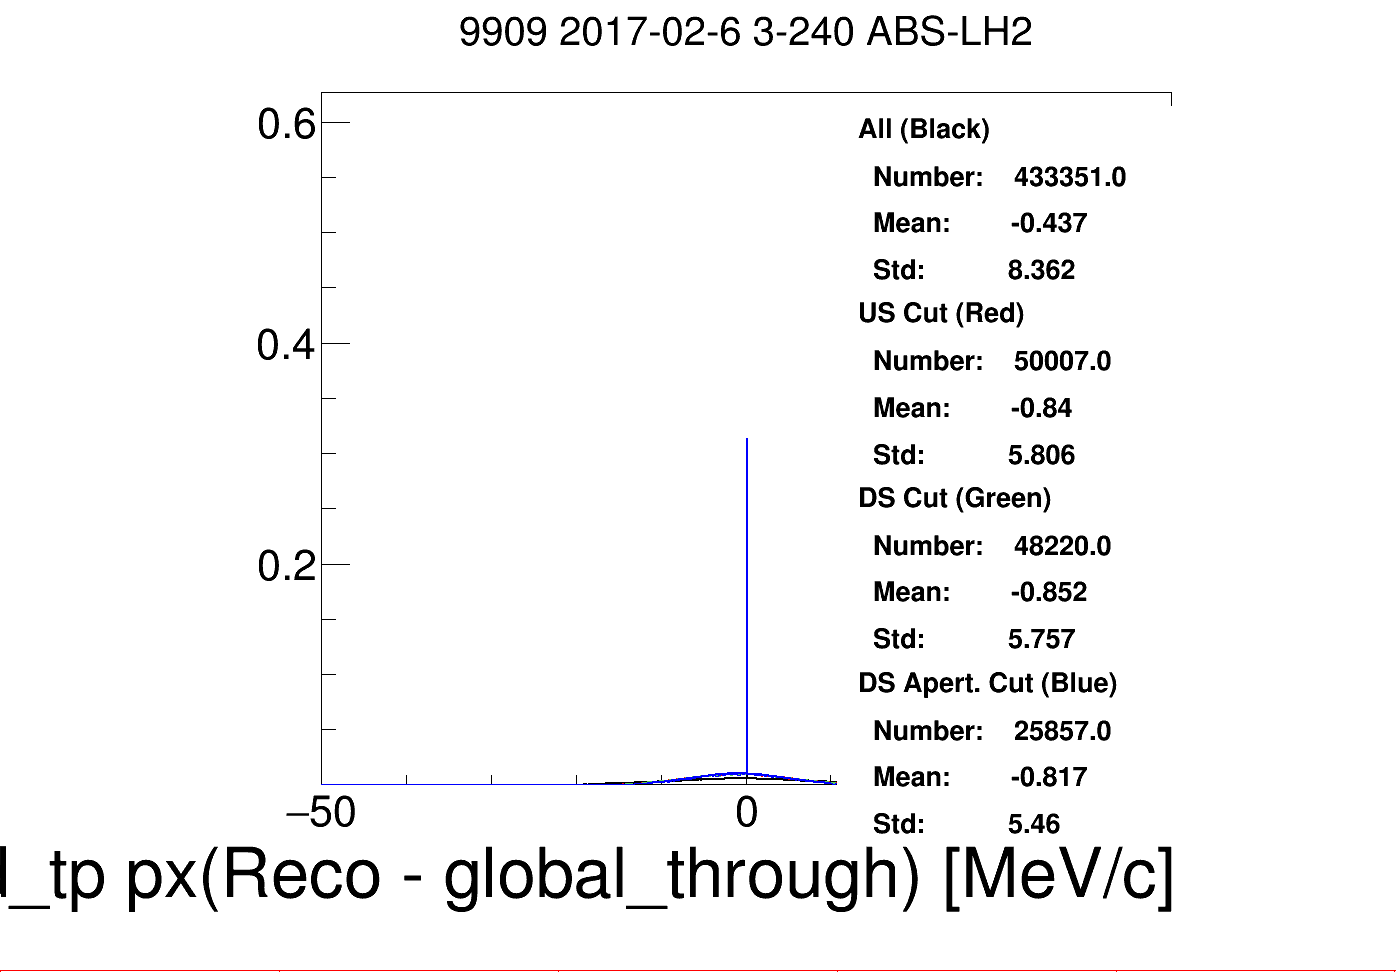 9909 2017-02-6 3-240 ABS-LH2
0.6
0.4
0.2
−50
0
All (Black)
Number: 433351.0
Mean: -0.437
Std: 8.362
US Cut (Red)
Number: 50007.0
Mean: -0.84
Std: 5.806
DS Cut (Green)
Number: 48220.0
Mean: -0.852
Std: 5.757
DS Apert. Cut (Blue)
Number: 25857.0
Mean: -0.817
Std: 5.46
_tp px(Reco - global_through) [MeV/c]